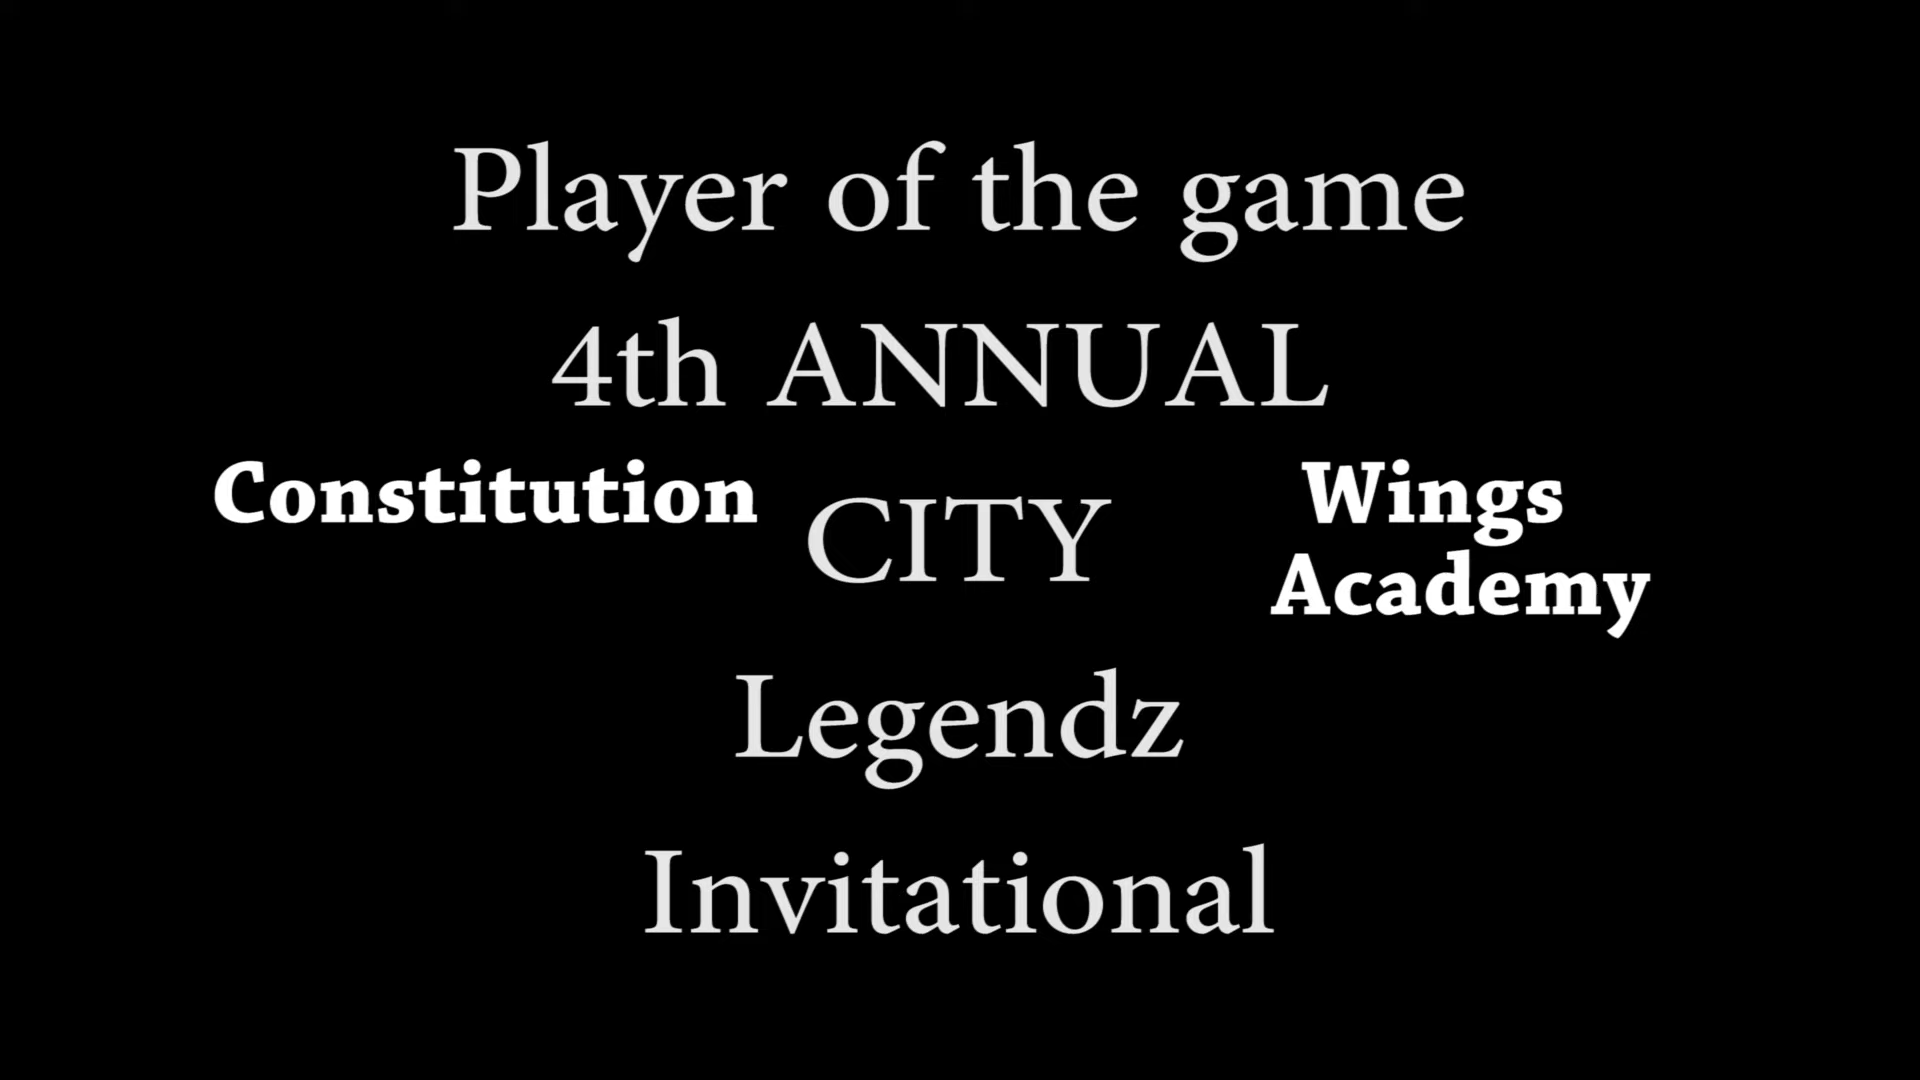 Player of the game
4th ANNUAL
Constitution
CITY
Wings
Academy
Legendz
Invitational